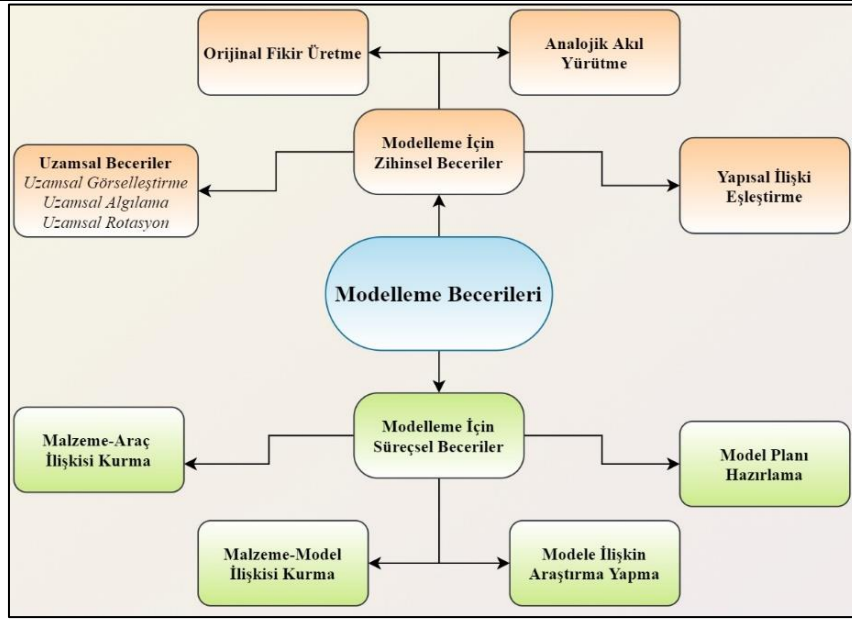 Orijinal Fikir Üretme
Analojik Akıl
Yürütme
Modelleme İçin
Zihinsel Beceriler
Uzamsal Beceriler
Uzamsal Görselleştirme
Uzamsal Algılama
Uzamsal Rotasyon
Yapısal İlişki
Eşleştirme
Modelleme Becerileri
Modelleme İçin
Süreçsel Beceriler
Malzeme-Araç
İlişkisi Kurma
Model Planı
Hazırlama
Malzeme-Model
İlişkisi Kurma
Modele İlişkin
Araştırma Yapma